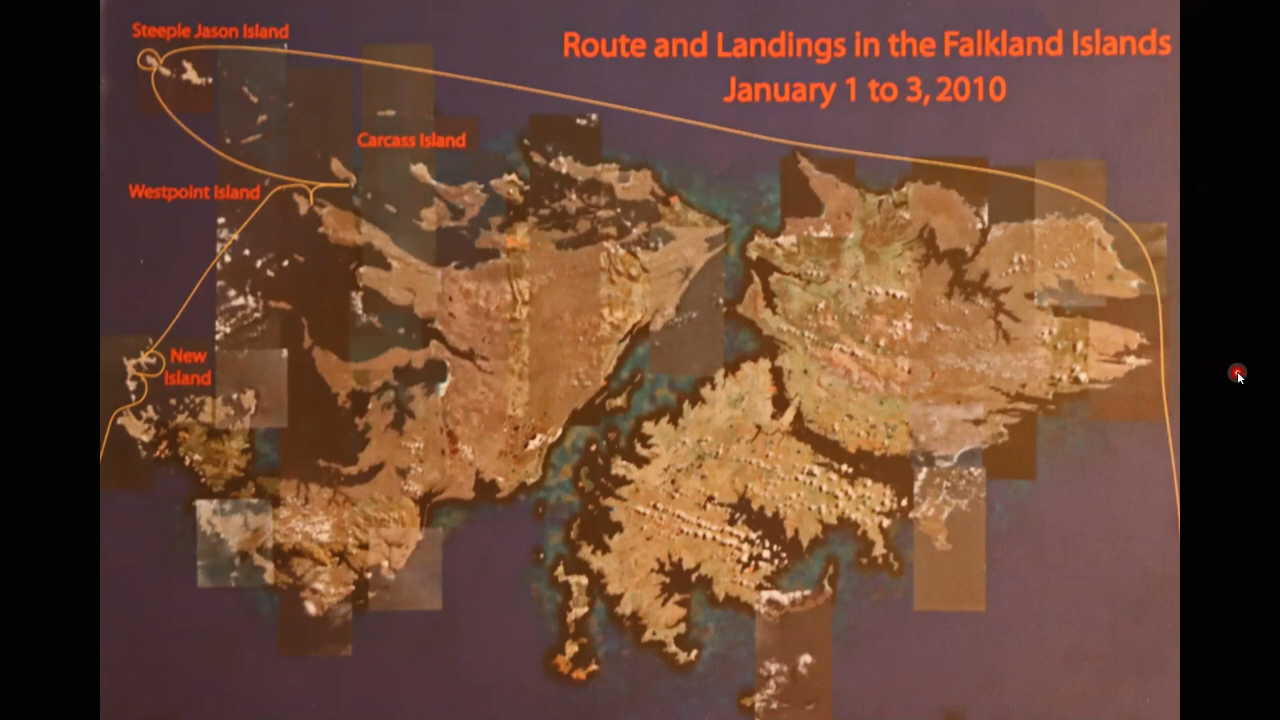 Steeple Jason Island
Route and Landings in the Falkland Islands
January 1 to 3, 2010
Carcass Island
Westpoint Island
New
Island